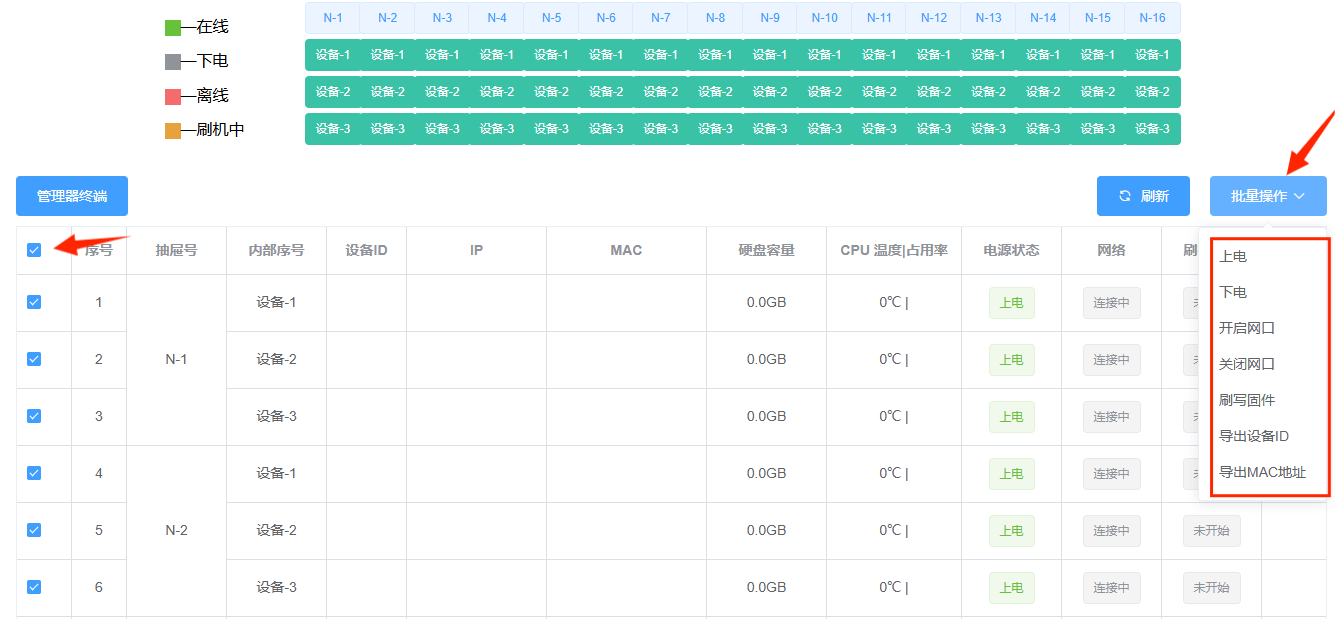 —在线
—下电
—离线
—刷机中
N-1 N-2 N-3 N-4 N-5 N-6 N-7 N-8 N-9 N-10 N-11 N-12 N-13 N-14 N-15 N-16
设备-1 设备-1 设备-1 设备-1 设备-1 设备-1 设备-1 设备-1 设备-1 设备-1 设备-1 设备-1 设备-1 设备-1 设备-1 设备-1
设备-2 设备-2 设备-2 设备-2 设备-2 设备-2 设备-2 设备-2 设备-2 设备-2 设备-2 设备-2 设备-2 设备-2 设备-2 设备-2
设备-3 设备-3 设备-3 设备-3 设备-3 设备-3 设备-3 设备-3 设备-3 设备-3 设备-3 设备-3 设备-3 设备-3 设备-3 设备-3
管理器终端 刷新 批量操作
序号 抽屉号 内部序号 设备ID IP MAC 硬盘容量 CPU 温度|占用率 电源状态 网络 刷
1 设备-1 0.0GB 0℃ | 上电 连接中
N-1
2 设备-2 0.0GB 0℃ | 上电 连接中
3 设备-3 0.0GB 0℃ | 上电 连接中
4 设备-1 0.0GB 0℃ | 上电 连接中
N-2
5 设备-2 0.0GB 0℃ | 上电 连接中 未开始
6 设备-3 0.0GB 0℃ | 上电 连接中 未开始
上电
下电
开启网口
关闭网口
刷写固件
导出设备ID
导出MAC地址